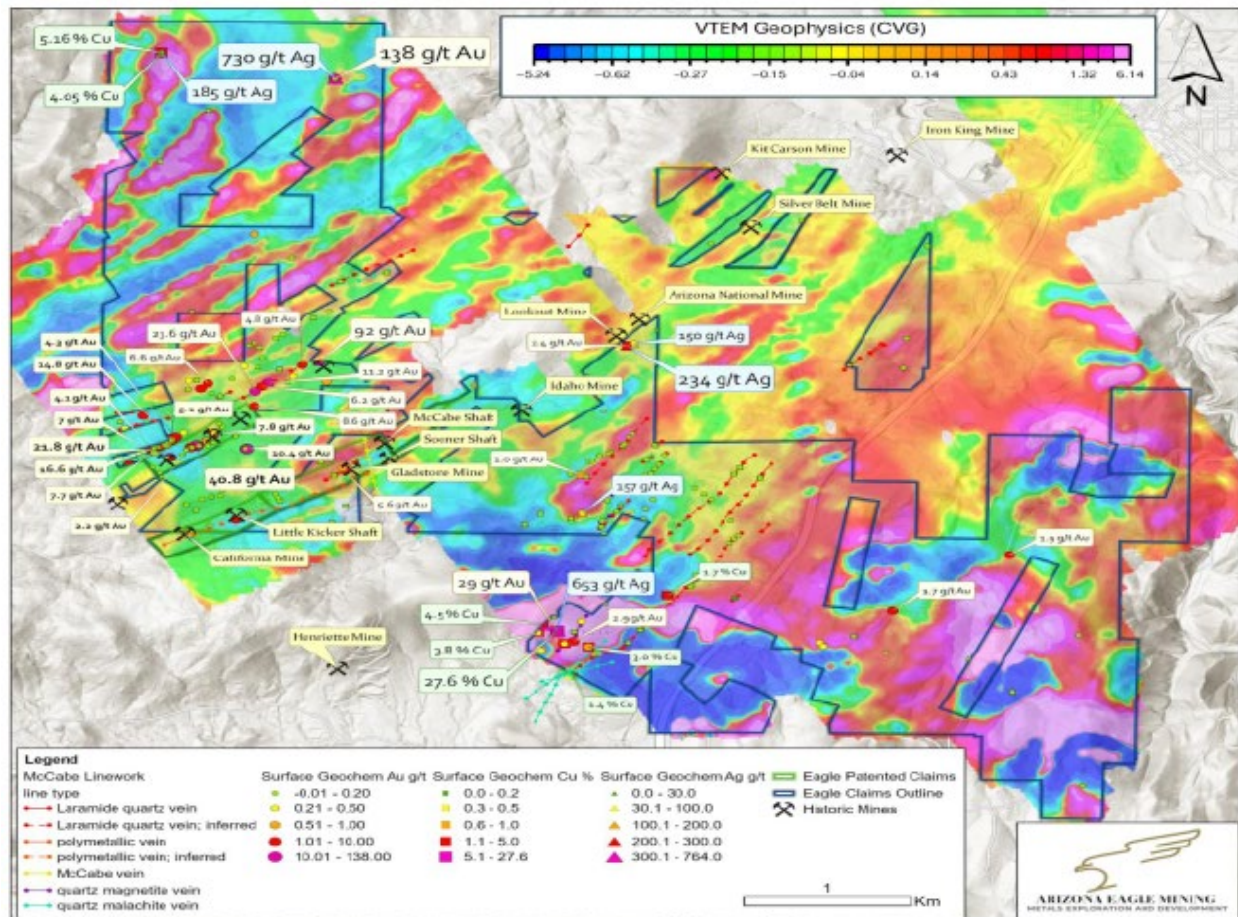 VTEM Geophysics (CVG)
-5.24 -0.62 -0.27 -0.15 -0.04 0.14 0.43 1.32 6.14
N
5.16 % Cu
730 g/t Ag
138 g/t Au
4.05 % Cu
185 g/t Ag
Iron King Mine
Kit Carson Mine
Silver Belt Mine
Arizona National Mine
Lookout Mine
150 g/t Ag
234 g/t Ag
4.8 g/t Au
23.6 g/t Au
92 g/t Au
4.3 g/t Au
6.6 g/t Au
14.8 g/t Au
11.2 g/t Au
Idaho Mine
4.2 g/t Au
6.2 g/t Au
7 g/t Au
7.8 g/t Au
8.6 g/t Au
McCabe Shaft
21.8 g/t Au
Sooner Shaft
20.4 g/t Au
Gladstone Mine
16.6 g/t Au
40.8 g/t Au
7.7 g/t Au
157 g/t Ag
2.2 g/t Au
Little Kicker Shaft
California Mine
29 g/t Au
653 g/t Ag
1.7 % Cu
1.7 g/t Au
4.5 % Cu
2.9 g/t Au
3.8 % Cu
3.0 % Cu
27.6 % Cu
Henriette Mine
Legend
McCabe Linework
line type
Laramide quartz vein
Laramide quartz vein; inferred
polymetallic vein
polymetallic vein; inferred
McCabe vein
quartz magnetite vein
quartz malachite vein
Surface Geochem Au g/t
-0.01 - 0.20
0.21 - 0.50
0.51 - 1.00
1.01 - 10.00
10.01 - 138.00
Surface Geochem Cu %
0.0 - 0.2
0.3 - 0.5
0.6 - 1.0
1.1 - 5.0
5.1 - 27.6
Surface Geochem Ag g/t
0.0 - 30.0
30.1 - 100.0
100.1 - 200.0
200.1 - 300.0
300.1 - 764.0
Eagle Patented Claims
Eagle Claims Outline
Historic Mines
1
Km
ARIZONA EAGLE MINING
METALS EXPLORATION AND DEVELOPMENT